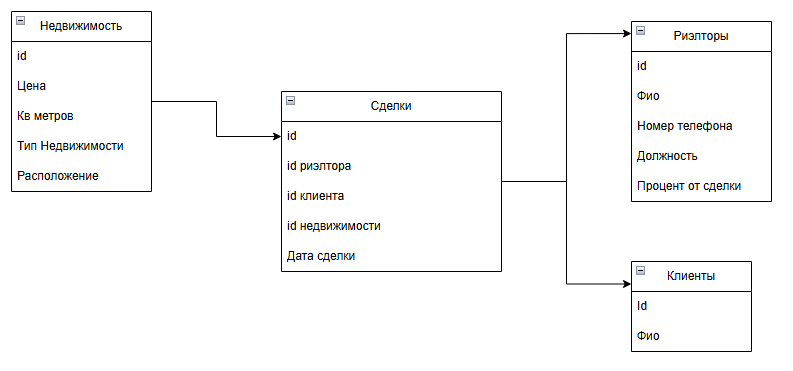 Недвижимость
id
Цена
Кв метров
Тип Недвижимости
Расположение
Сделки
id
id риэлтора
id клиента
id недвижимости
Дата сделки
Риэлторы
id
Фио
Номер телефона
Должность
Процент от сделки
Клиенты
Id
Фио